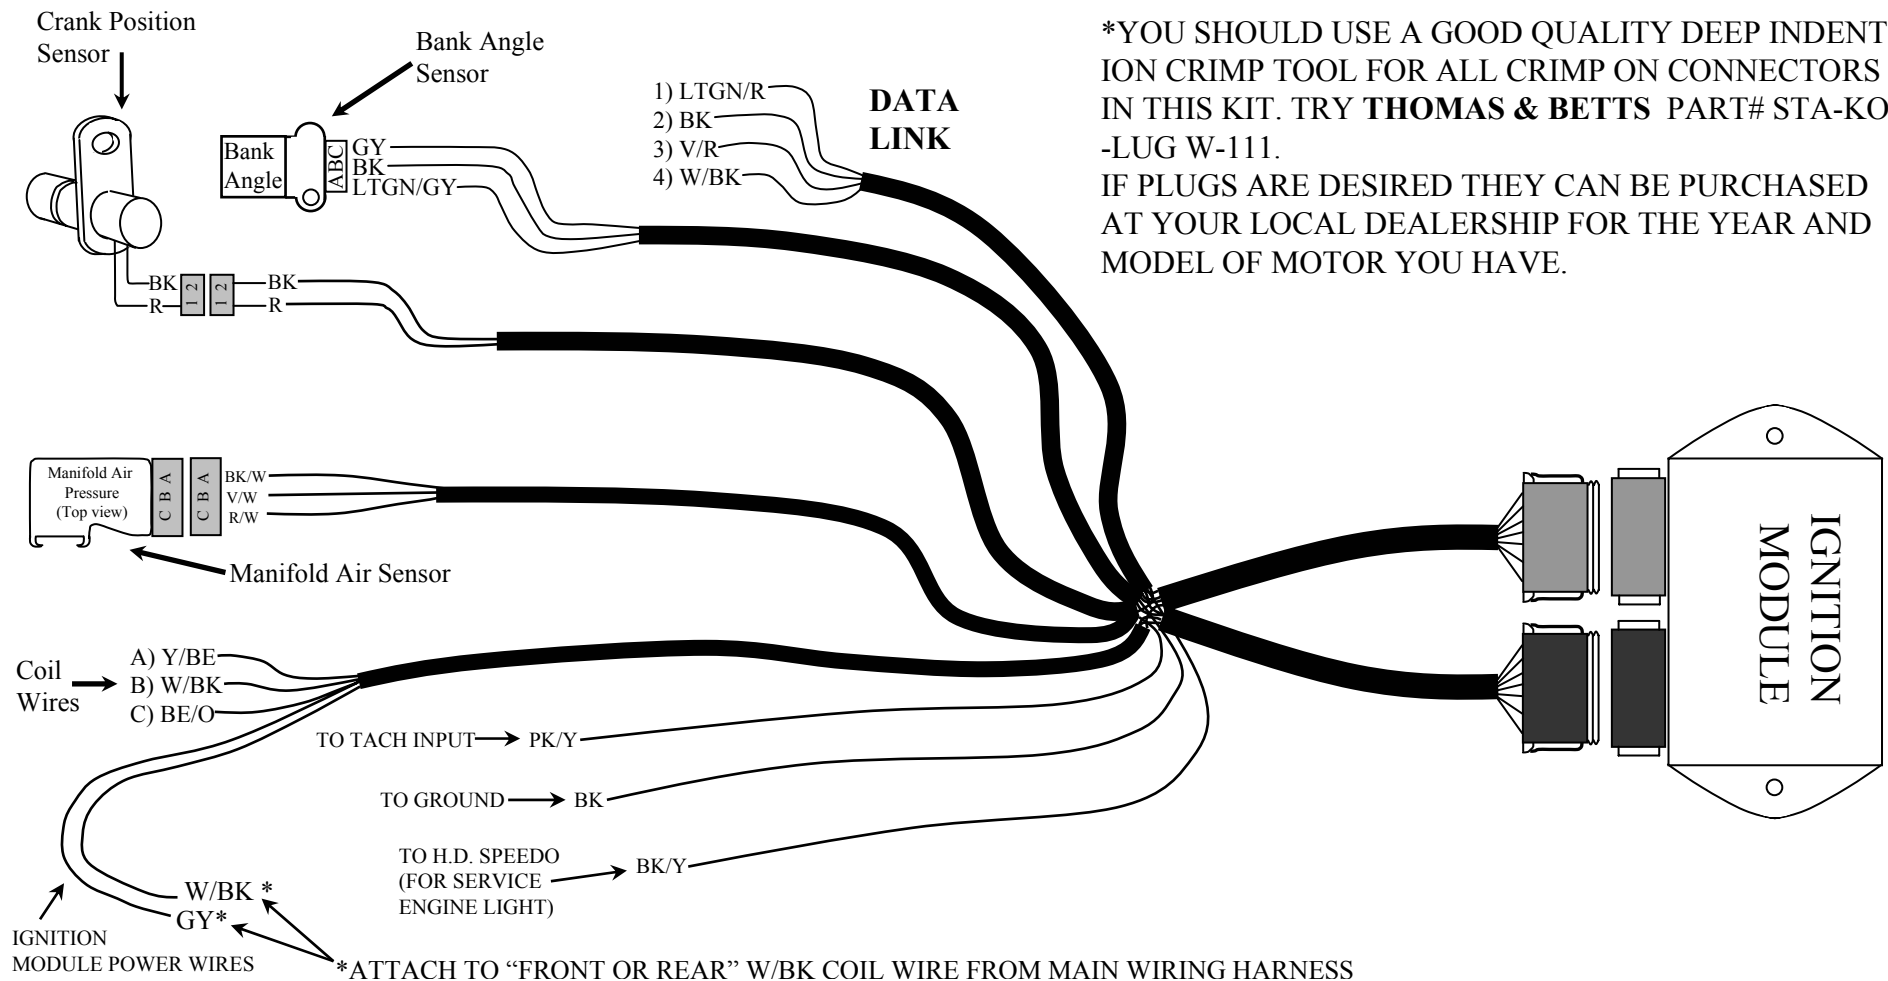 Crank Position
Sensor
Bank Angle
Sensor
Bank
Angle
ABC
GY
BK
LTGN/GY
1) LTGN/R
2) BK
3) V/R
4) W/BK
DATA
LINK
*YOU SHOULD USE A GOOD QUALITY DEEP INDENT
ION CRIMP TOOL FOR ALL CRIMP ON CONNECTORS
IN THIS KIT. TRY THOMAS & BETTS PART# STA-KO
-LUG W-111.
IF PLUGS ARE DESIRED THEY CAN BE PURCHASED
AT YOUR LOCAL DEALERSHIP FOR THE YEAR AND
MODEL OF MOTOR YOU HAVE.
BK
R
1 2
1 2
BK
R
Manifold Air
Pressure
(Top view)
C B A
C B A
BK/W
V/W
R/W
Manifold Air Sensor
IGNITION
MODULE
Coil
Wires
A) Y/BE
B) W/BK
C) BE/O
TO TACH INPUT
PK/Y
TO GROUND
BK
TO H.D. SPEEDO
(FOR SERVICE
ENGINE LIGHT)
BK/Y
W/BK *
GY*
IGNITION
MODULE POWER WIRES
*ATTACH TO “FRONT OR REAR” W/BK COIL WIRE FROM MAIN WIRING HARNESS